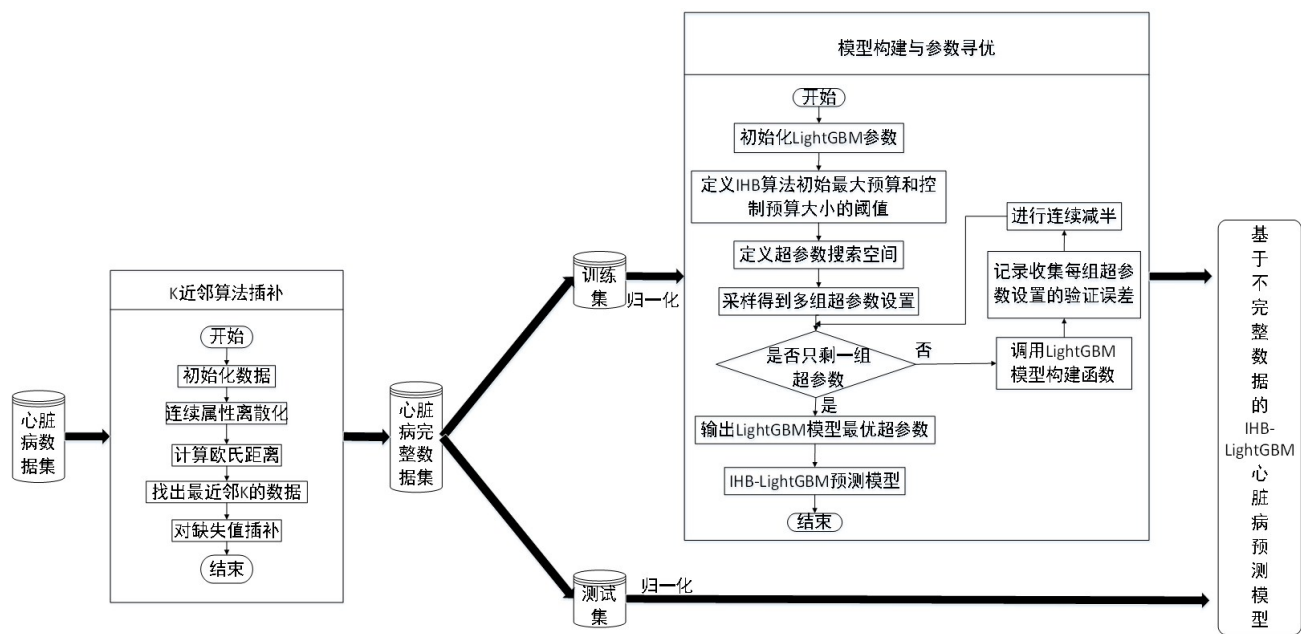 心脏
病数
据集
K近邻算法插补
开始
初始化数据
连续属性离散化
计算欧氏距离
找出最近邻K的数据
对缺失值插补
结束
心脏
病完
整数
据集
训练
集
归一化
测试
集
归一化
模型构建与参数寻优
开始
初始化LightGBM参数
定义IHB算法初始最大预算和控
制预算大小的阈值
定义超参数搜索空间
采样得到多组超参数设置
是否只剩一组
超参数
否
调用LightGBM
模型构建函数
记录收集每组超参
数设置的验证误差
进行连续减半
是
输出LightGBM模型最优超参数
IHB-LightGBM预测模型
结束
基
于
不
完
整
数
据
的
IHB-
LightGBM
心
脏
病
预
测
模
型